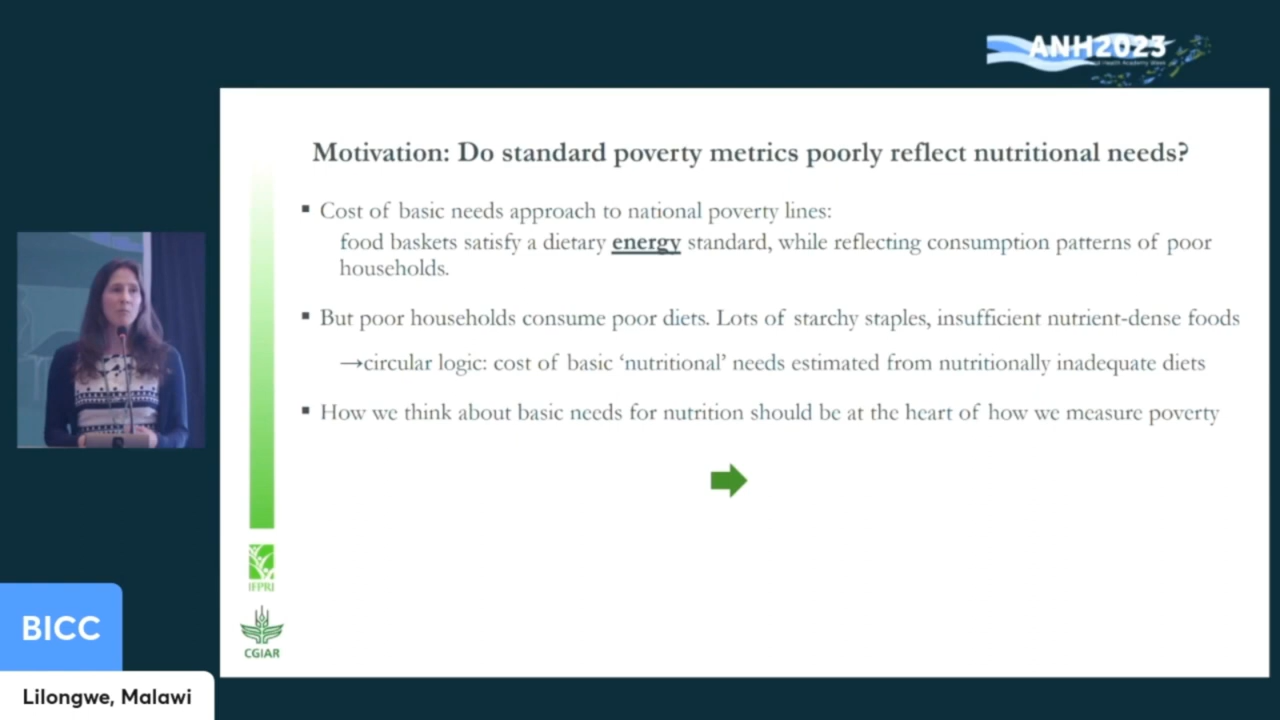 ANH2023
Motivation: Do standard poverty metrics poorly reflect nutritional needs?
▪ Cost of basic needs approach to national poverty lines:
food baskets satisfy a dietary energy standard, while reflecting consumption patterns of poor
households.
▪ But poor households consume poor diets. Lots of starchy staples, insufficient nutrient-dense foods
→circular logic: cost of basic ‘nutritional’ needs estimated from nutritionally inadequate diets
▪ How we think about basic needs for nutrition should be at the heart of how we measure poverty
IFPRI
CGIAR
BICC
Lilongwe, Malawi